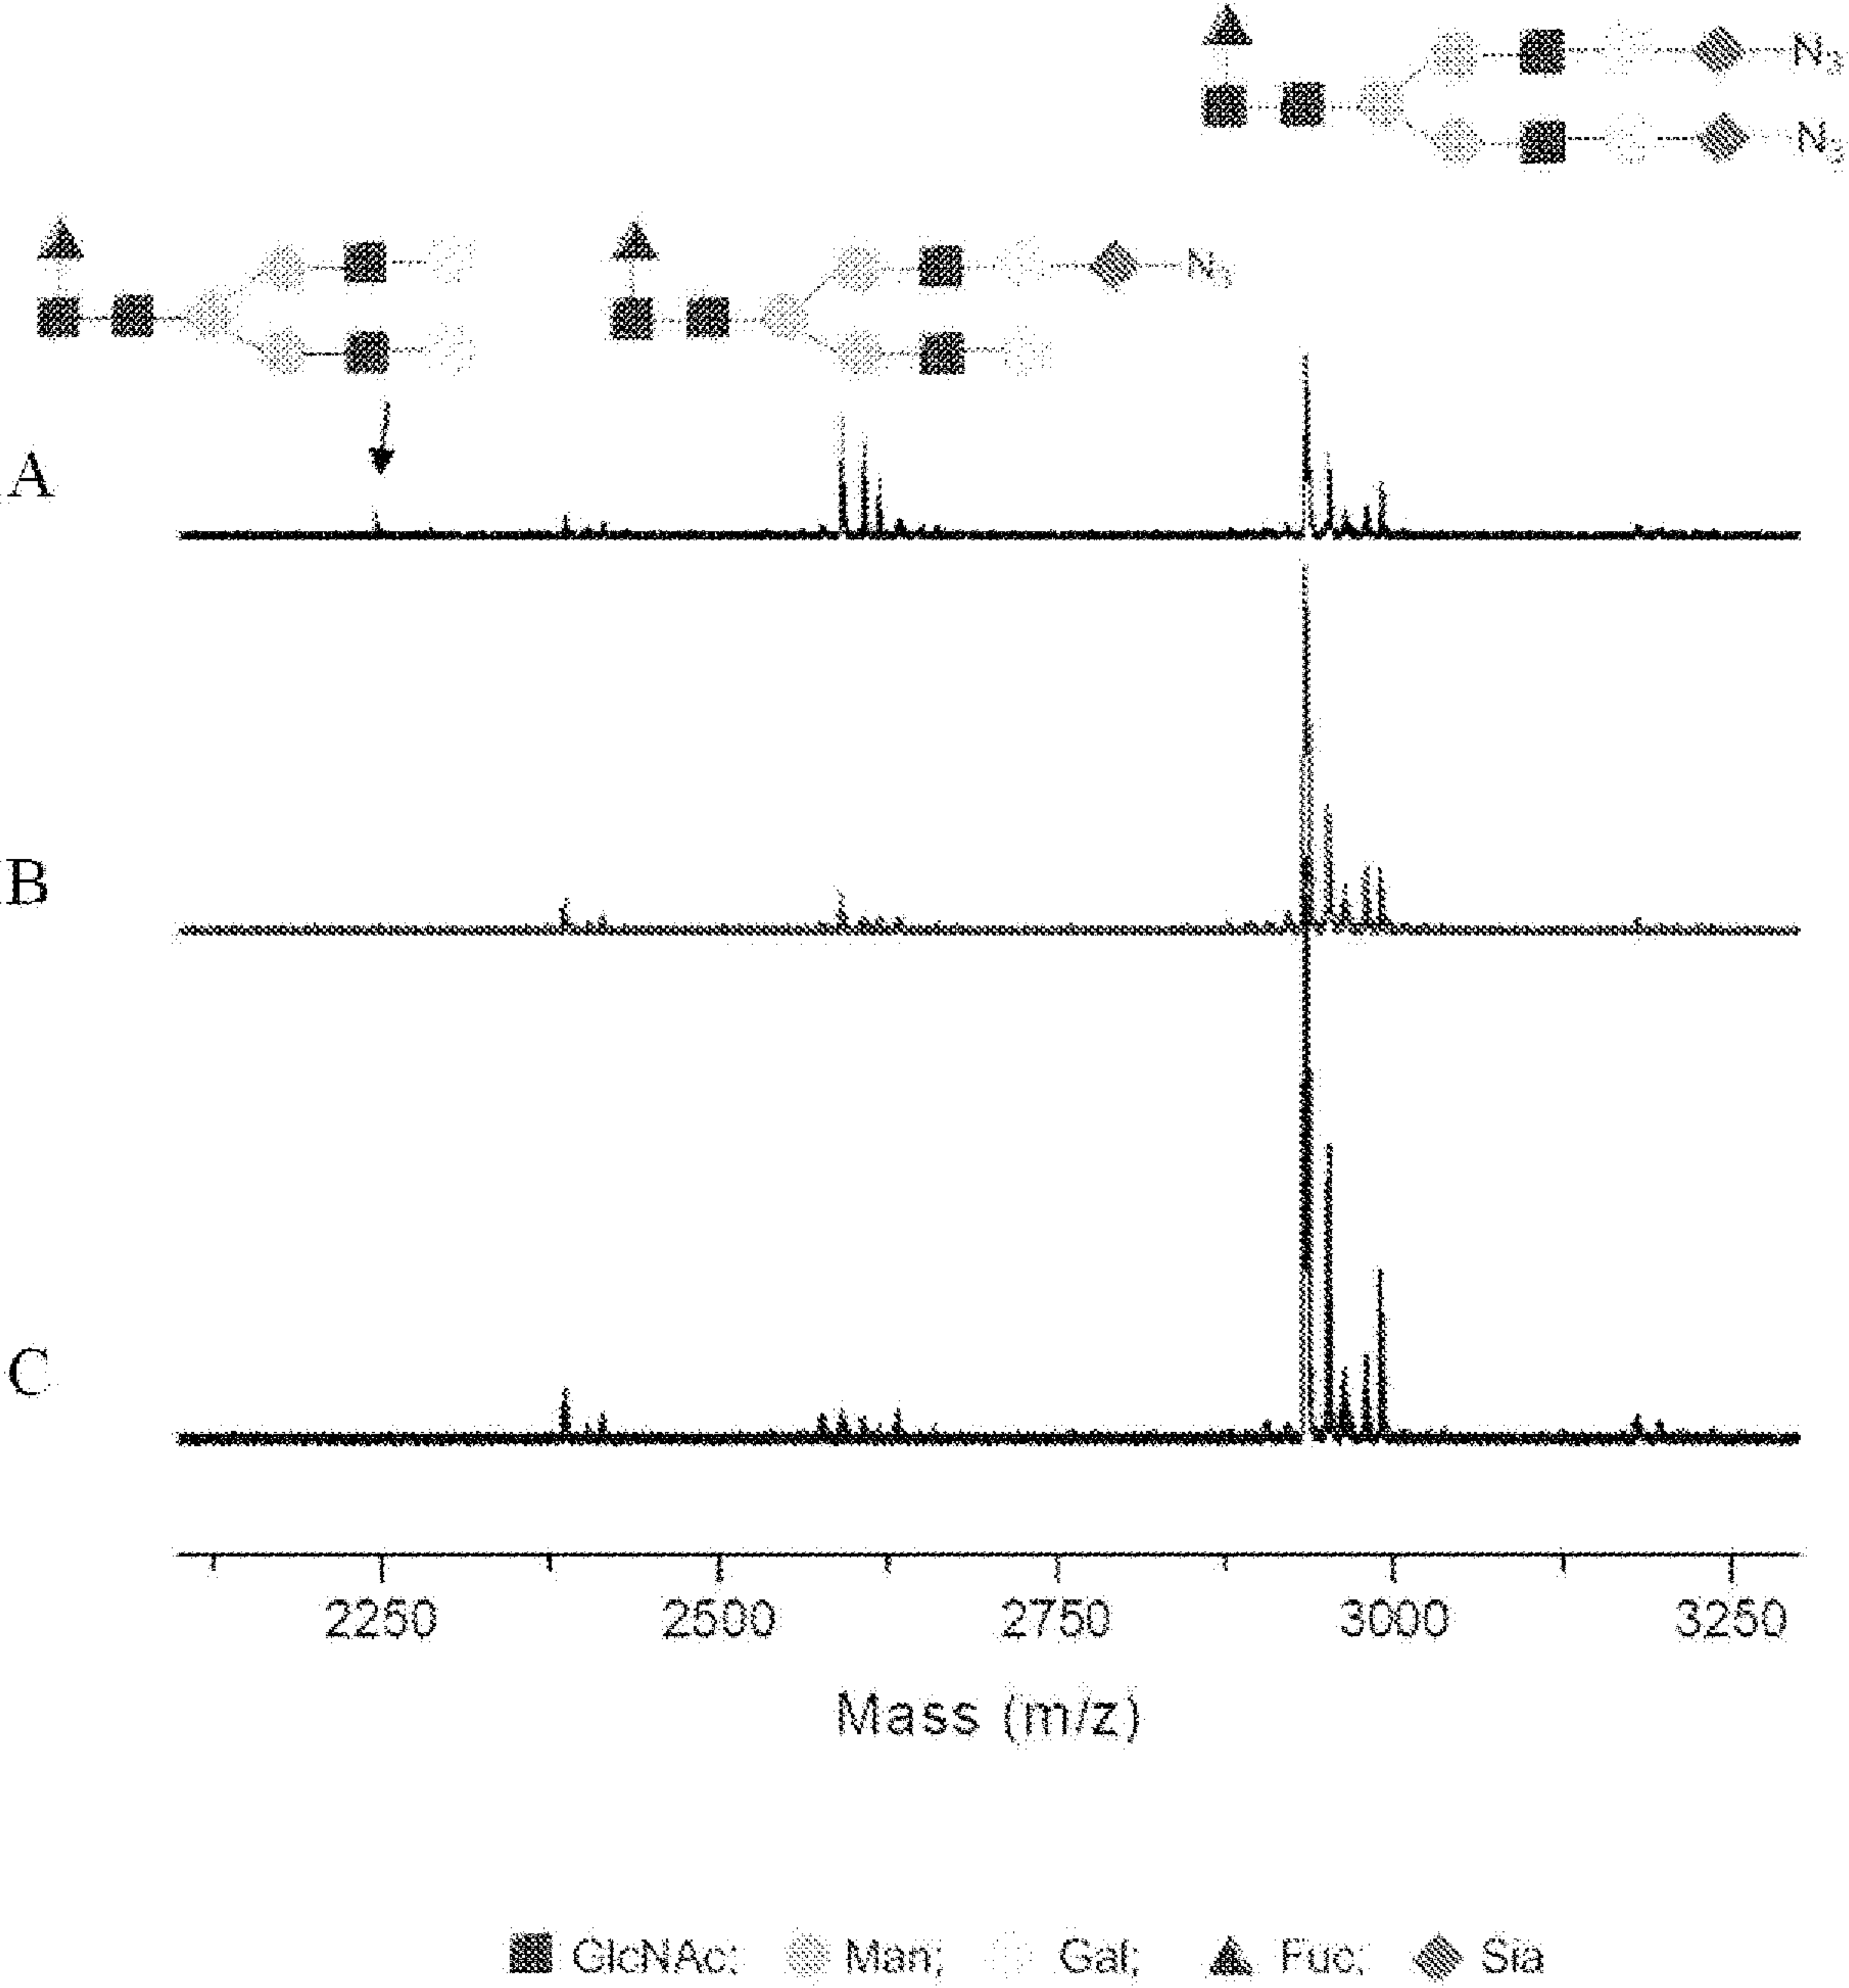 N3
N3
N3
A
B
C
2250 2500 2750 3000 3250
Mass (m/z)
GlcNAc; Man; Gal; Fuc; Sia